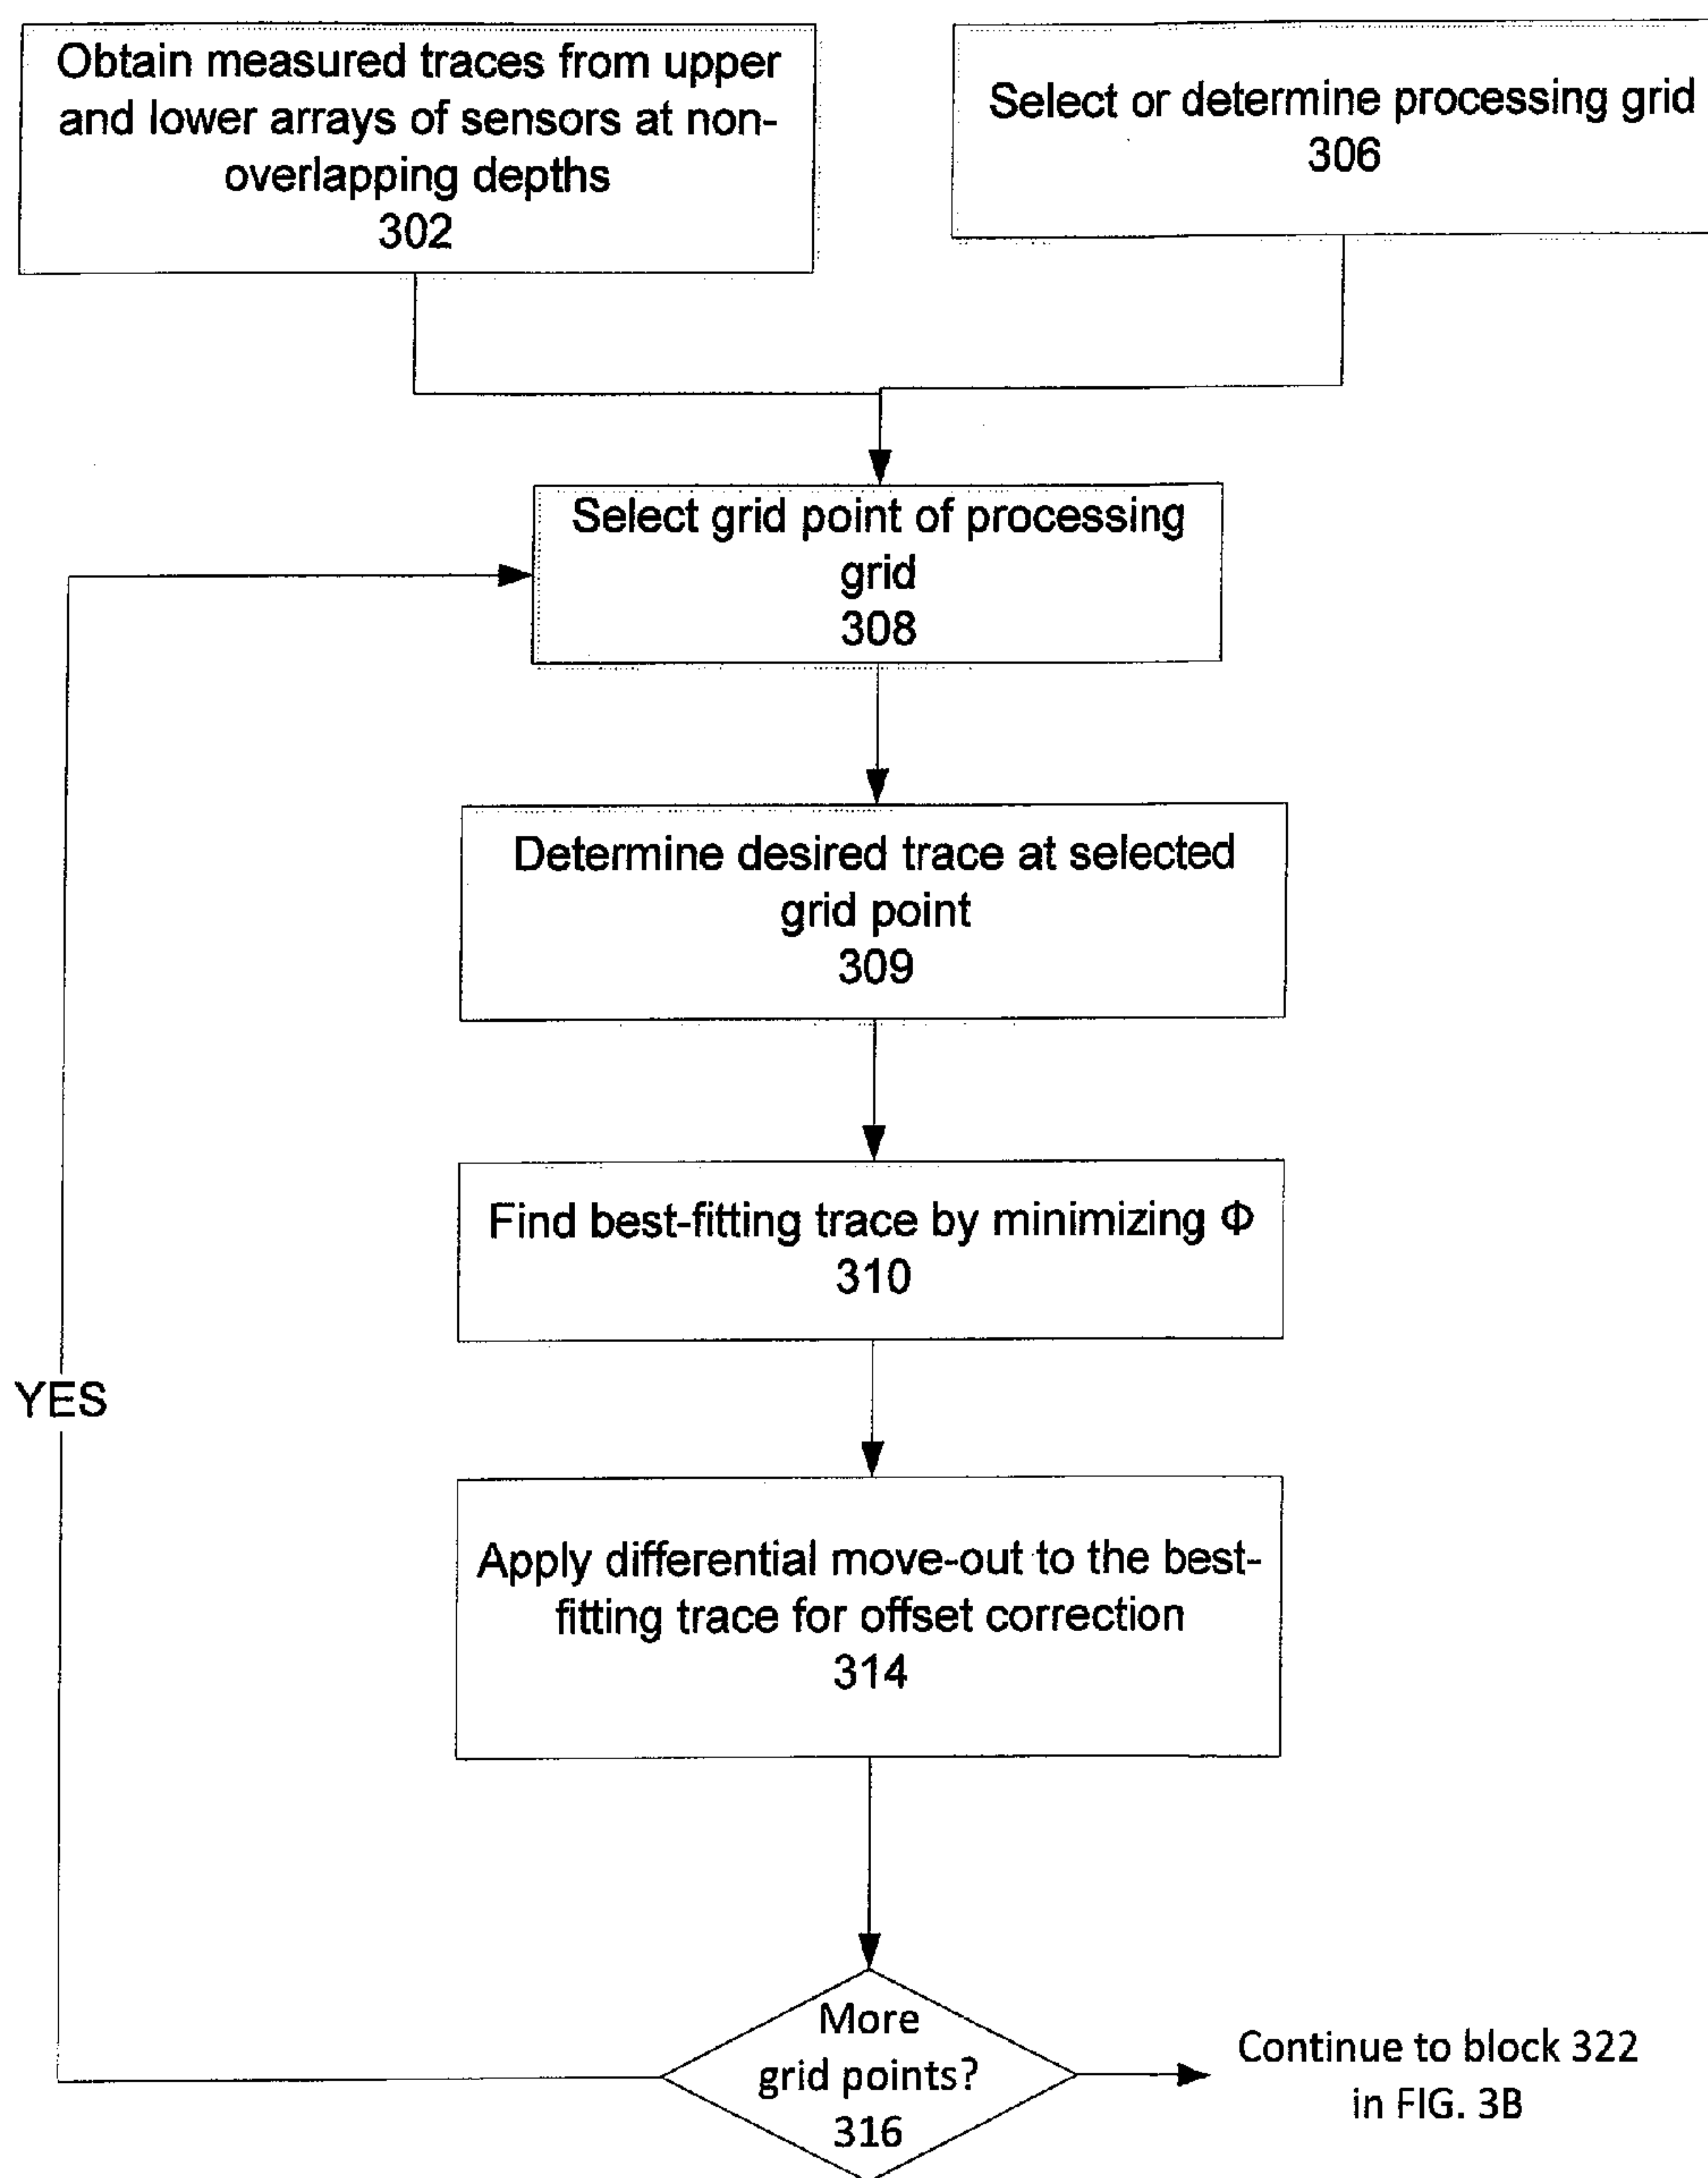 Obtain measured traces from upper
and lower arrays of sensors at non-
overlapping depths
302
Select or determine processing grid
306
Select grid point of processing
grid
308
Determine desired trace at selected
grid point
309
Find best-fitting trace by minimizing Φ
310
YES
Apply differential move-out to the best-
fitting trace for offset correction
314
More
grid points?
316
Continue to block 322
in FIG. 3B